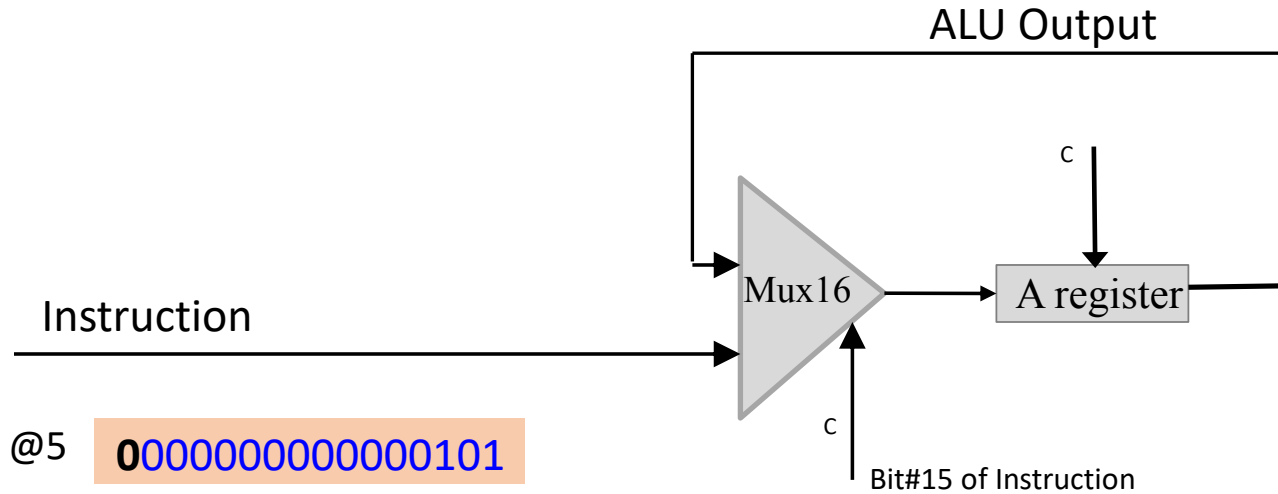 ALU Output
C
Mux16
A register
Instruction
C
@5 0000000000000101
Bit#15 of Instruction